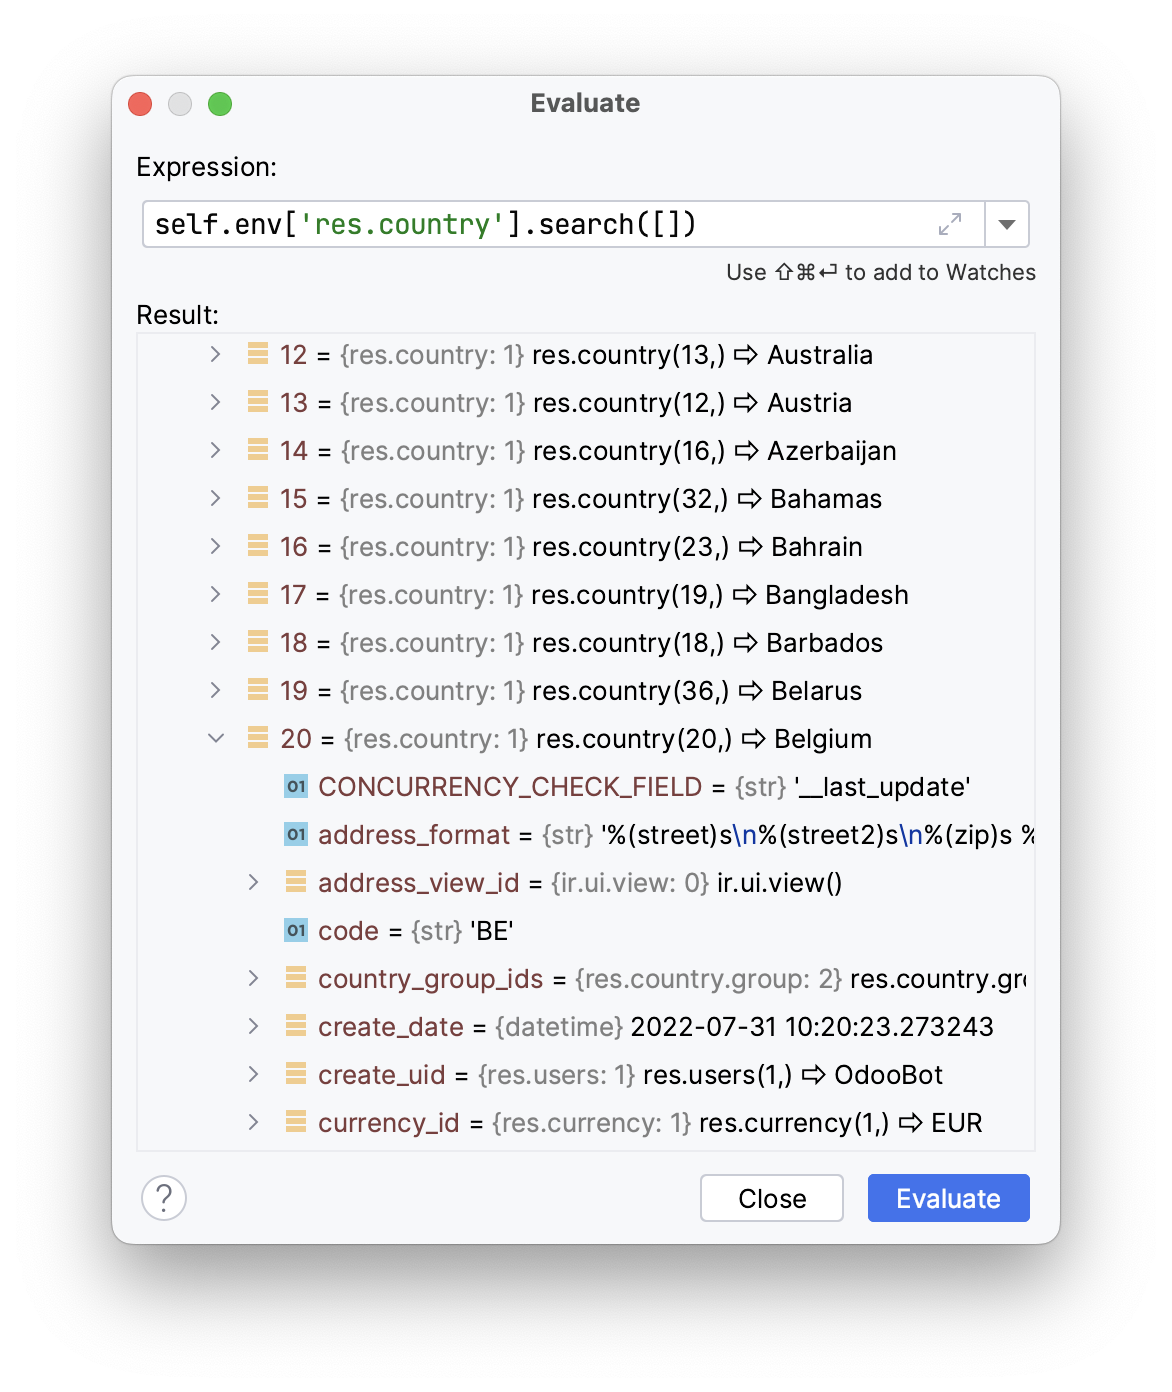 Evaluate
Expression:
self.env['res.country'].search([])
Use ⇧⌘⏎ to add to Watches
Result:
12 = {res.country: 1} res.country(13,) ⇨ Australia
13 = {res.country: 1} res.country(12,) ⇨ Austria
14 = {res.country: 1} res.country(16,) ⇨ Azerbaijan
15 = {res.country: 1} res.country(32,) ⇨ Bahamas
16 = {res.country: 1} res.country(23,) ⇨ Bahrain
17 = {res.country: 1} res.country(19,) ⇨ Bangladesh
18 = {res.country: 1} res.country(18,) ⇨ Barbados
19 = {res.country: 1} res.country(36,) ⇨ Belarus
20 = {res.country: 1} res.country(20,) ⇨ Belgium
01 CONCURRENCY_CHECK_FIELD = {str} '__last_update'
01 address_format = {str} '%(street)s\n%(street2)s\n%(zip)s %
address_view_id = {ir.ui.view: 0} ir.ui.view()
01 code = {str} 'BE'
country_group_ids = {res.country.group: 2} res.country.gro
create_date = {datetime} 2022-07-31 10:20:23.273243
create_uid = {res.users: 1} res.users(1,) ⇨ OdooBot
currency_id = {res.currency: 1} res.currency(1,) ⇨ EUR
? Close Evaluate